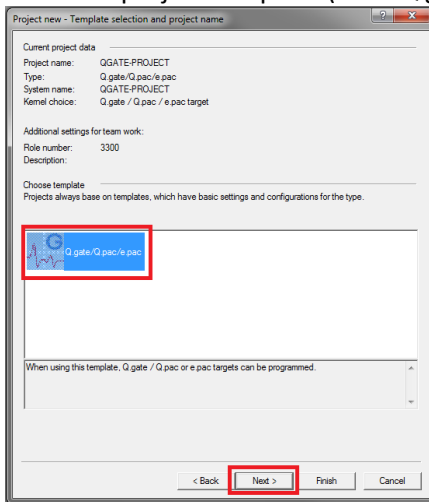 Project new - Template selection and project name
Current project data
Project name: QGATE-PROJECT
Type: Q.gate/Q.pac/e.pac
System name: QGATE-PROJECT
Kernel choice: Q.gate / Q.pac / e.pac target
Additional settings for team work:
Role number: 3300
Description:
Choose template
Projects always base on templates, which have basic settings and configurations for the type.
G
Q.gate/Q.pac/e.pac
When using this template, Q.gate / Q.pac or e.pac targets can be programmed.
< Back Next > Finish Cancel